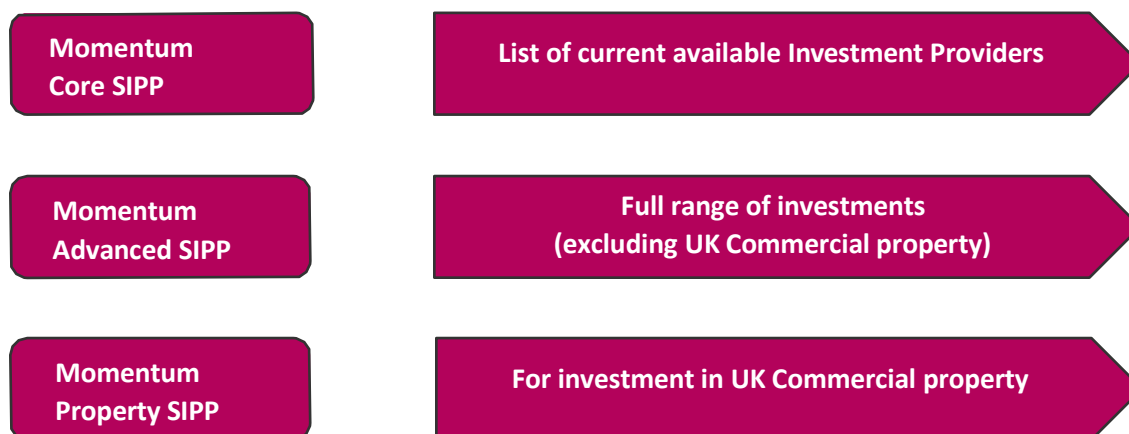 Momentum
Core SIPP
List of current available Investment Providers
Momentum
Advanced SIPP
Full range of investments
(excluding UK Commercial property)
Momentum
Property SIPP
For investment in UK Commercial property